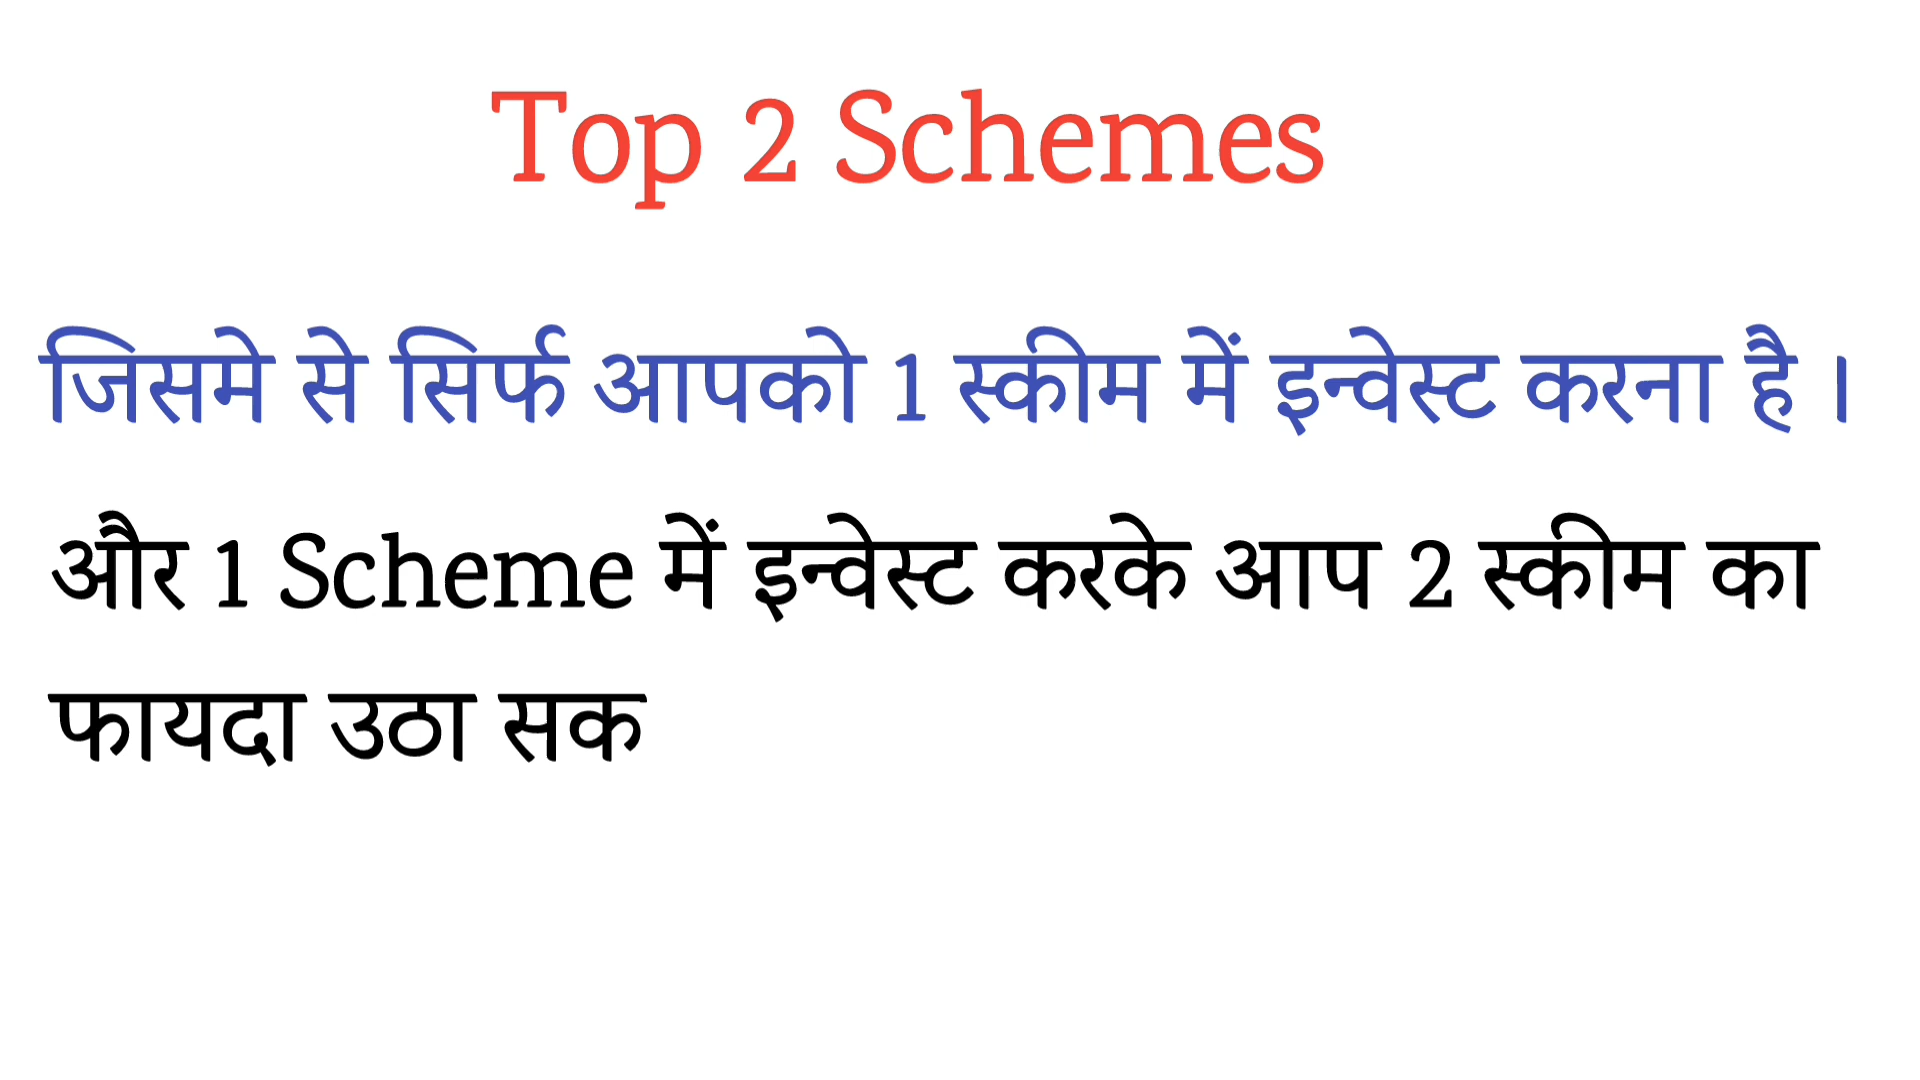 Top 2 Schemes
जिसमे से सिर्फ आपको 1 स्कीम में इन्वेस्ट करना है ।
और 1 Scheme में इन्वेस्ट करके आप 2 स्कीम का
फायदा उठा सक